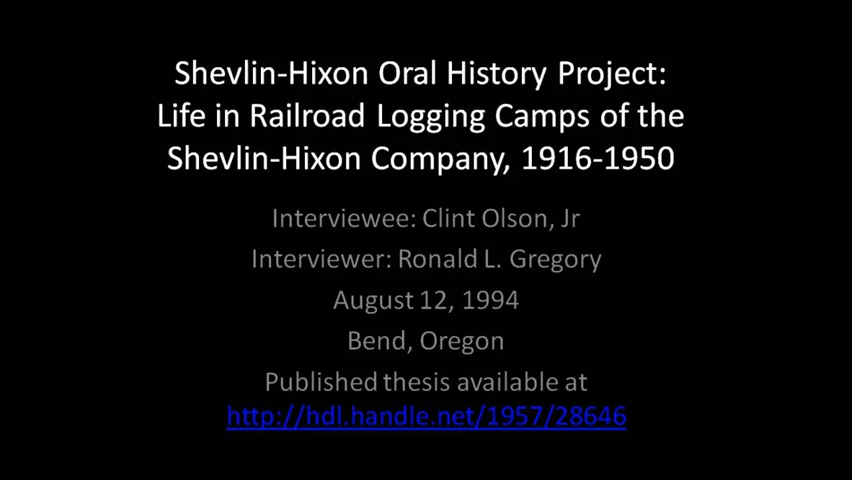 Shevlin-Hixon Oral History Project:
Life in Railroad Logging Camps of the
Shevlin-Hixon Company, 1916-1950
Interviewee: Clint Olson, Jr
Interviewer: Ronald L. Gregory
August 12, 1994
Bend, Oregon
Published thesis available at
http://hdl.handle.net/1957/28646